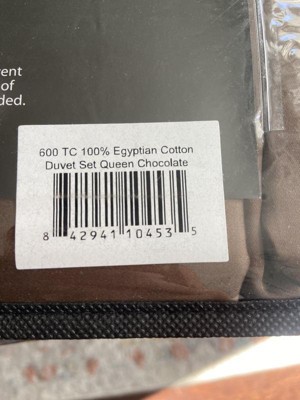 ent
of
ded.
600 TC 100% Egyptian Cotton
Duvet Set Queen Chocolate
8 42941 10453 5